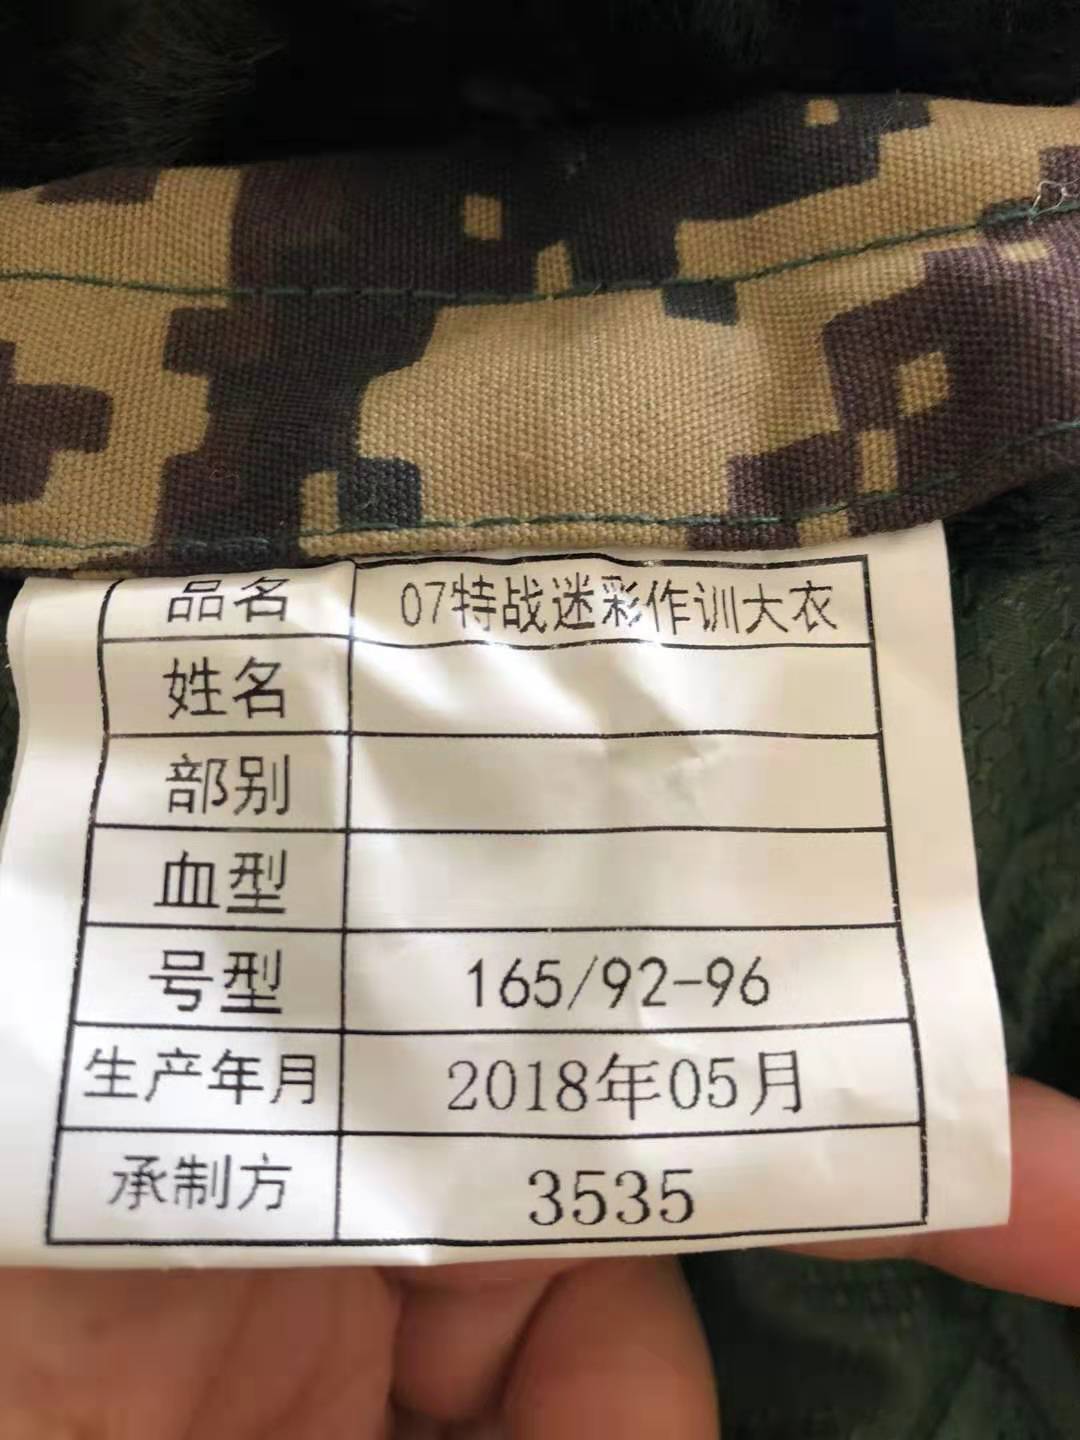 品名 07特战迷彩作训大衣
姓名
部别
血型
号型 165/92-96
生产年月 2018年05月
承制方 3535